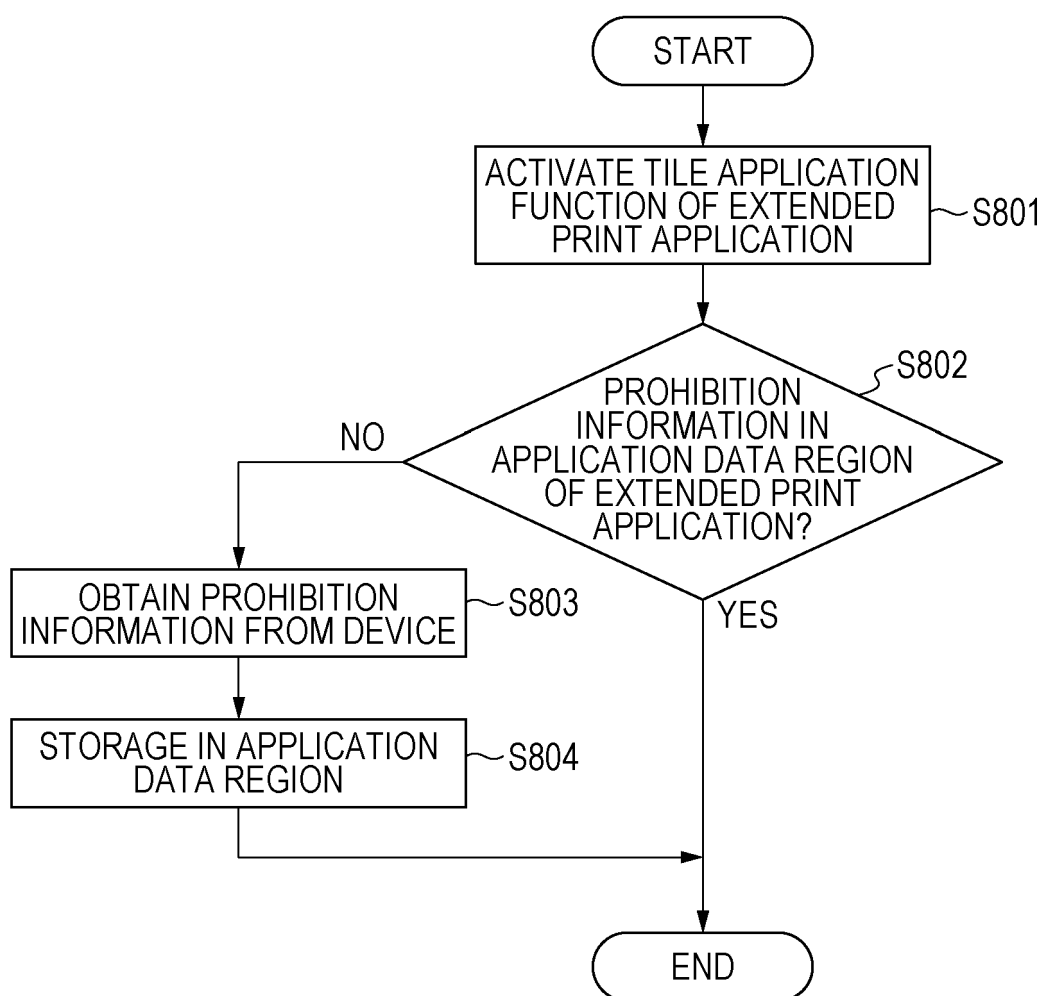 START
ACTIVATE TILE APPLICATION
FUNCTION OF EXTENDED
PRINT APPLICATION
S801
S802
PROHIBITION
INFORMATION IN
APPLICATION DATA REGION
OF EXTENDED PRINT
APPLICATION?
NO
YES
OBTAIN PROHIBITION
INFORMATION FROM DEVICE
S803
STORAGE IN APPLICATION
DATA REGION
S804
END